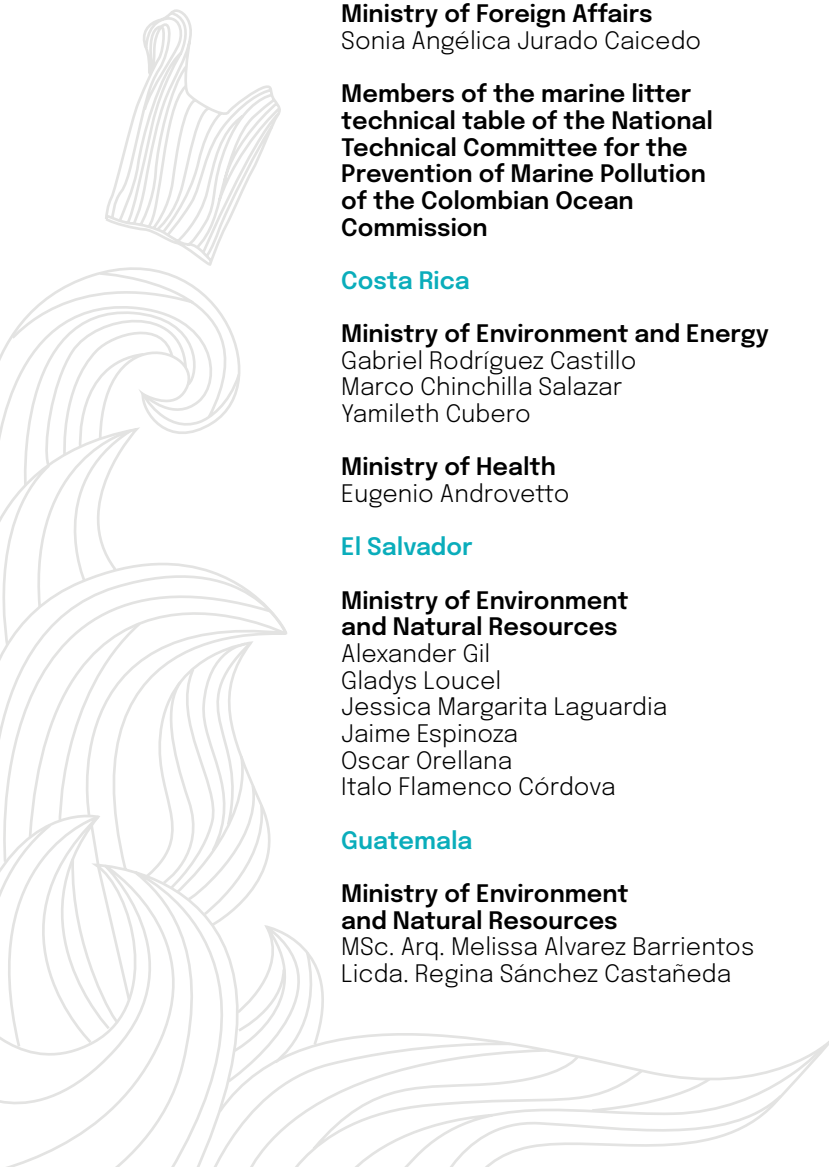 Ministry of Foreign Affairs
Sonia Angélica Jurado Caicedo
Members of the marine litter
technical table of the National
Technical Committee for the
Prevention of Marine Pollution
of the Colombian Ocean
Commission
Costa Rica
Ministry of Environment and Energy
Gabriel Rodríguez Castillo
Marco Chinchilla Salazar
Yamileth Cubero
Ministry of Health
Eugenio Androvetto
El Salvador
Ministry of Environment
and Natural Resources
Alexander Gil
Gladys Loucel
Jessica Margarita Laguardia
Jaime Espinoza
Oscar Orellana
Italo Flamenco Córdova
Guatemala
Ministry of Environment
and Natural Resources
MSc. Arq. Melissa Alvarez Barrientos
Licda. Regina Sánchez Castañeda